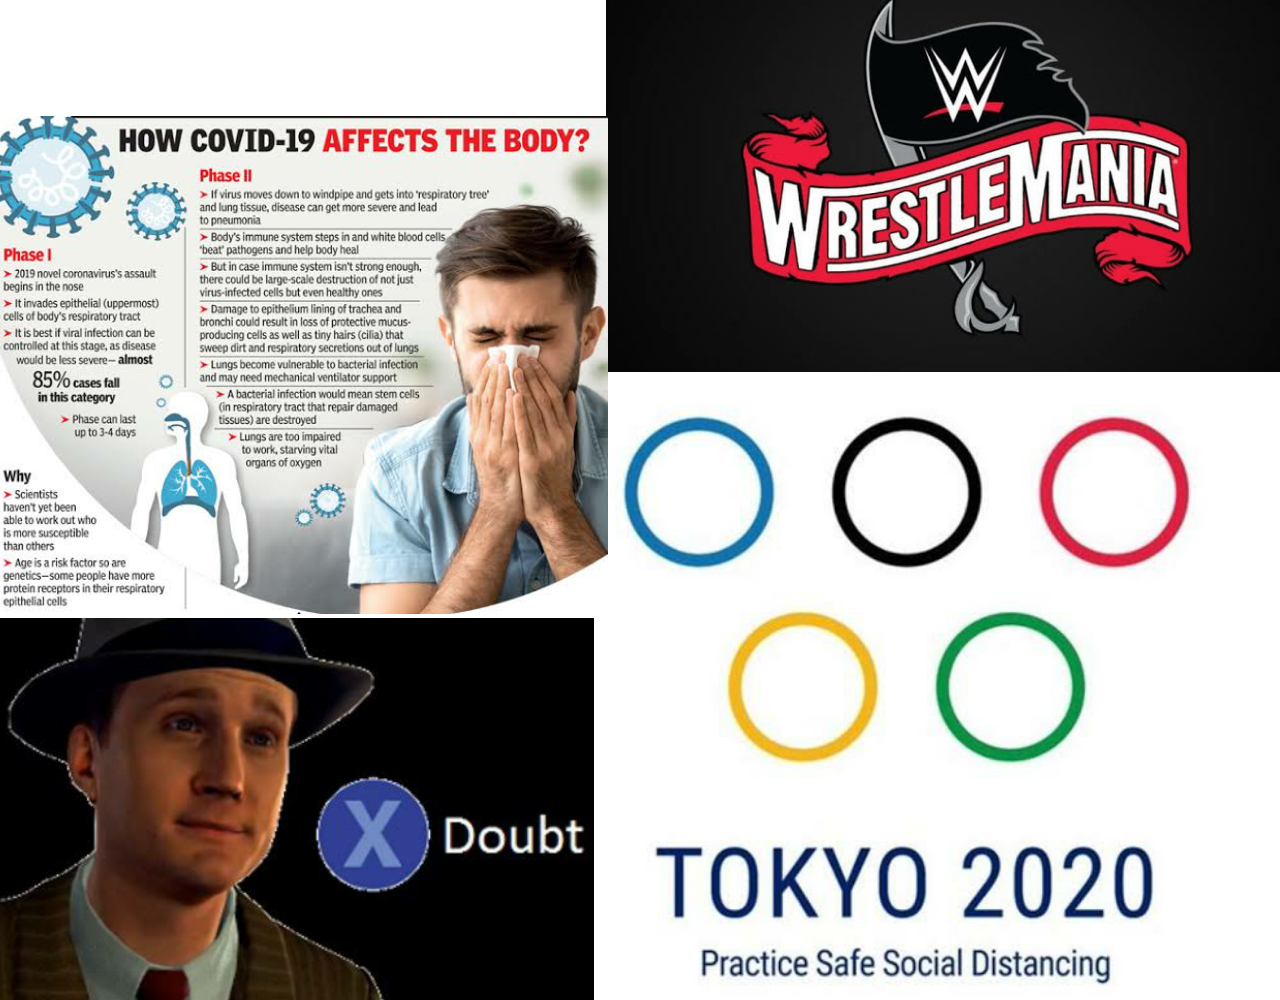 HOW COVID-19 AFFECTS THE BODY?
Phase I
➤ 2019 novel coronavirus's assault
begins in the nose
➤ It invades epithelial (uppermost)
cells of body's respiratory tract
➤ It is best if viral infection can be
controlled at this stage, as disease
would be less severe— almost
85% cases fall
in this category
➤ Phase can last
up to 3-4 days
Why
➤ Scientists
haven't yet been
able to work out who
is more susceptible
than others
➤ Age is a risk factor so are
genetics—some people have more
protein receptors in their respiratory
epithelial cells
Phase II
➤ If virus moves down to windpipe and gets into 'respiratory tree'
and lung tissue, disease can get more severe and lead
to pneumonia
➤ Body's immune system steps in and white blood cells
'beat' pathogens and help body heal
➤ But in case immune system isn't strong enough,
there could be large-scale destruction of not just
virus-infected cells but even healthy ones
➤ Damage to epithelium lining of trachea and
bronchi could result in loss of protective mucus-
producing cells as well as tiny hairs (cilia) that
sweep dirt and respiratory secretions out of lungs
➤ Lungs become vulnerable to bacterial infection
and may need mechanical ventilator support
➤ A bacterial infection would mean stem cells
(in respiratory tract that repair damaged
tissues) are destroyed
➤ Lungs are too impaired
to work, starving vital
organs of oxygen
W
WRESTLEMANIA
X Doubt
TOKYO 2020
Practice Safe Social Distancing